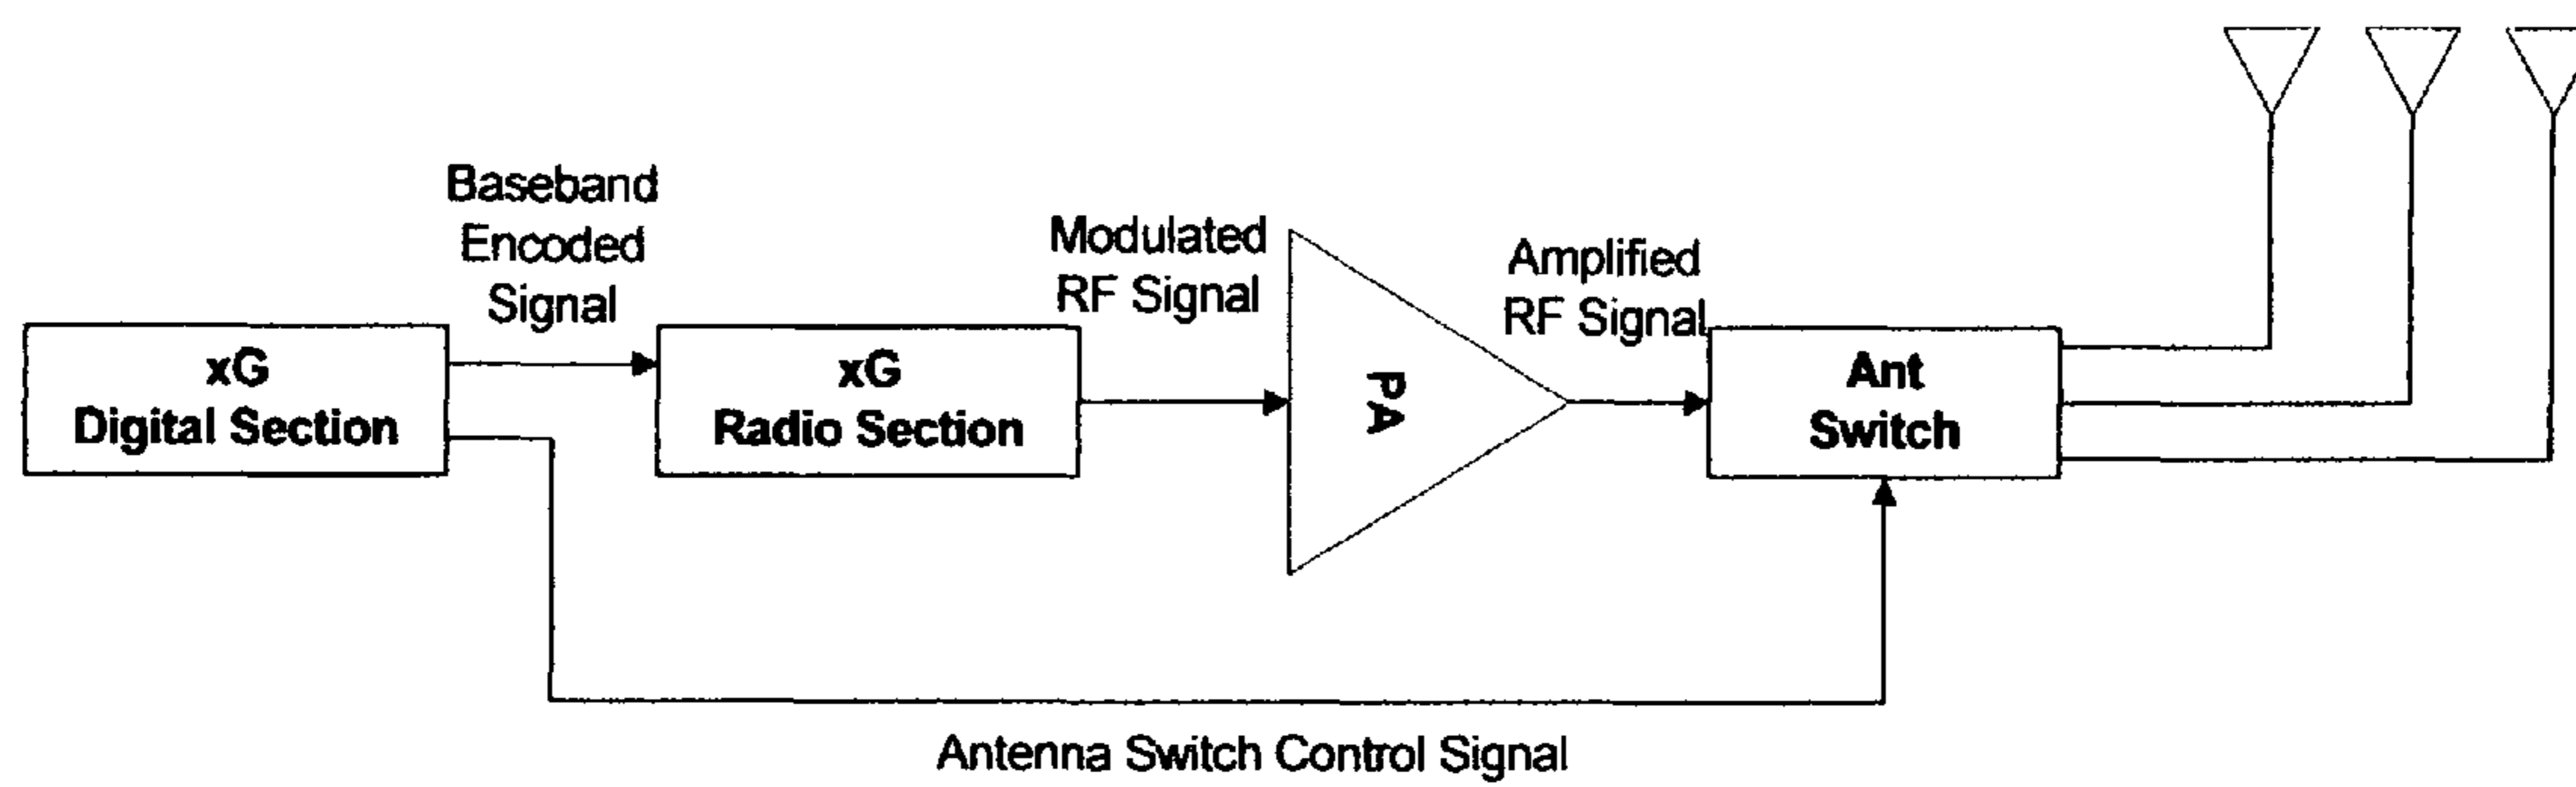 Baseband
Encoded
Signal
Modulated
RF Signal
Amplified
RF Signal
xG
Digital Section
xG
Radio Section
PA
Ant
Switch
Antenna Switch Control Signal